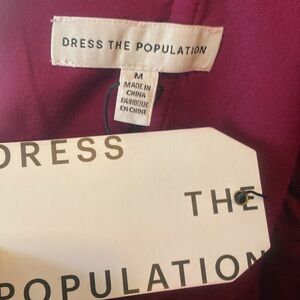 DRESS THE POPULATION
M
MADE IN
CHINA
FABRIQUE
EN CHINE
DRESS
THE
POPULATION